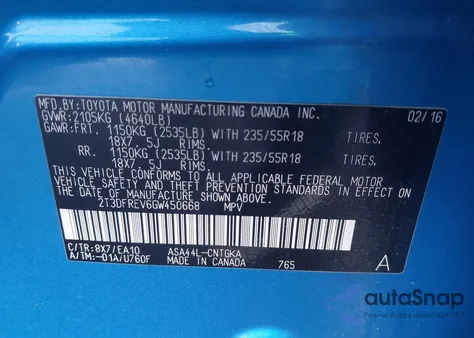 MFD.BY:TOYOTA MOTOR MANUFACTURING CANADA INC.
GVWR:2105KG (4640LB) 02/16
GAWR:FRT. 1150KG (2535LB) WITH 235/55R18 TIRES,
18X7. 5J RIMS.
RR. 1150KG (2535LB) WITH 235/55R18 TIRES,
18X7. 5J RIMS.
THIS VEHICLE CONFORMS TO ALL APPLICABLE FEDERAL MOTOR
VEHICLE SAFETY STANDARDS IN EFFECT ON THE DATE OF
MANUFACTURE SHOWN ABOVE.
2T3DFREV6GW450668 MPV
C/TR:8X7/EA10 ASA44L-CNTGKA
A/TM:-01A/U760F MADE IN CANADA 765 A
autoSnap